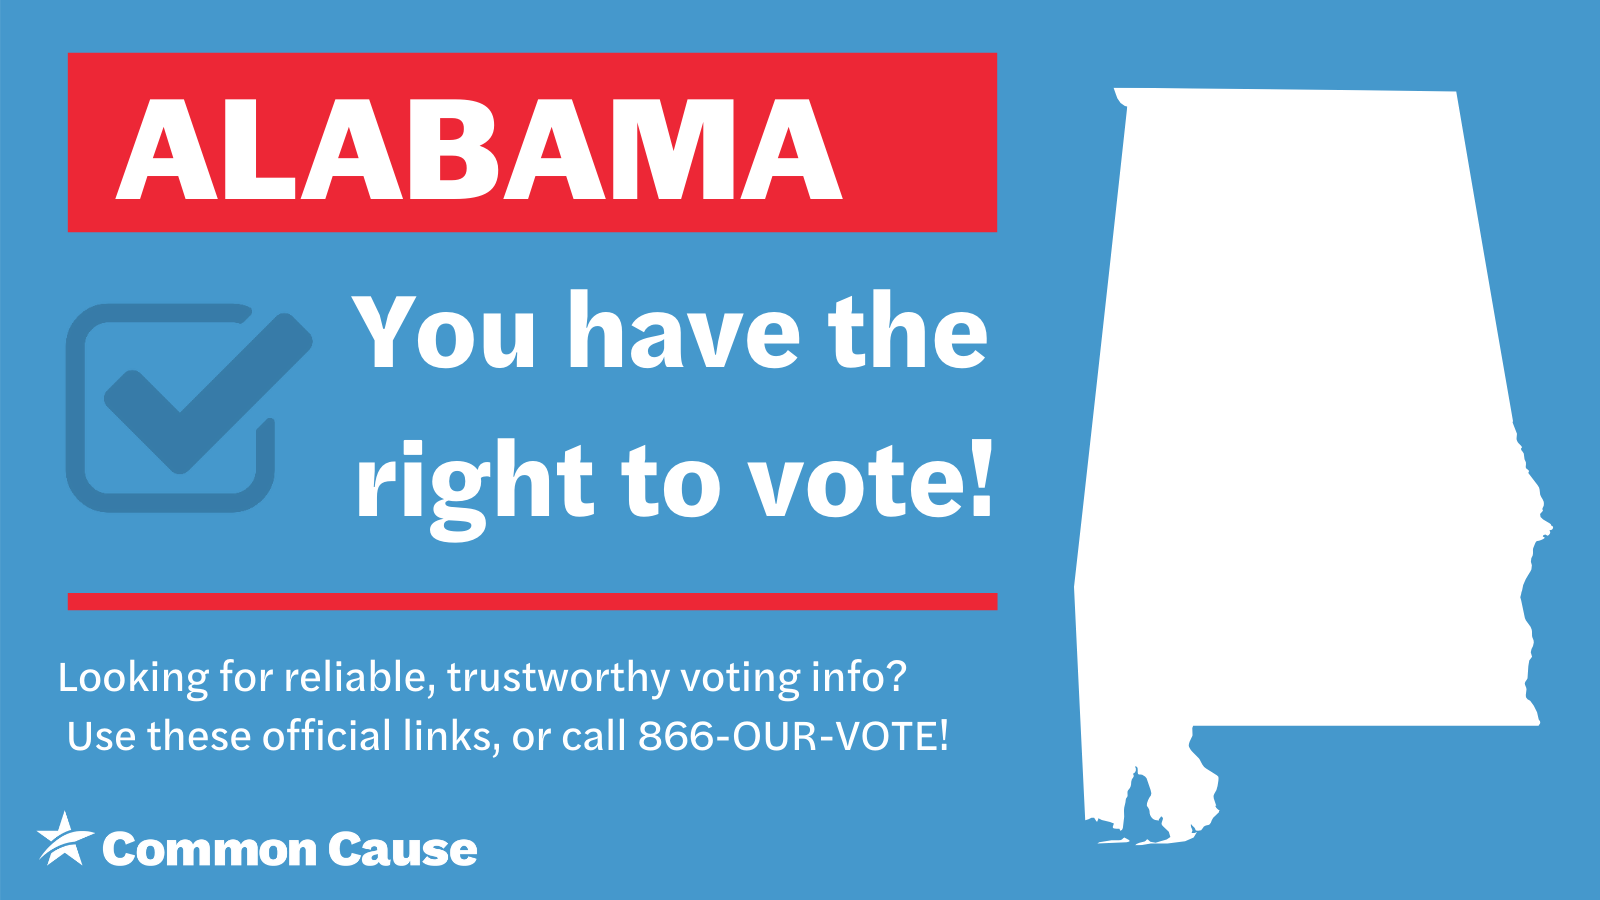 ALABAMA
You have the
right to vote!
Looking for reliable, trustworthy voting info?
Use these official links, or call 866-OUR-VOTE!
Common Cause